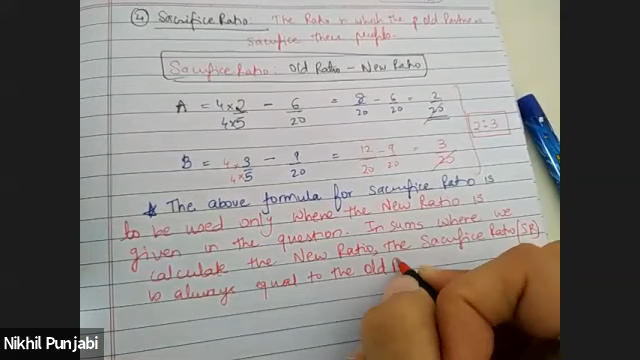 ④ Sacrifice Ratio: The Ratio in which the old Partners
sacrifice their profits.
Sacrifice Ratio: Old Ratio - New Ratio
A = 4 x 2 / 4 x 5 - 6/20 = 8/20 - 6/20 = 2/20
B = 4 x 3 / 4 x 5 - 9/20 = 12/20 - 9/20 = 3/20
2:3
* The above formula for sacrifice Ratio is
to be used only where the New Ratio is
given in the question. In sums where we
calculate the New Ratio, the Sacrifice Ratio (SR)
is always equal to the old R
Nikhil Punjabi